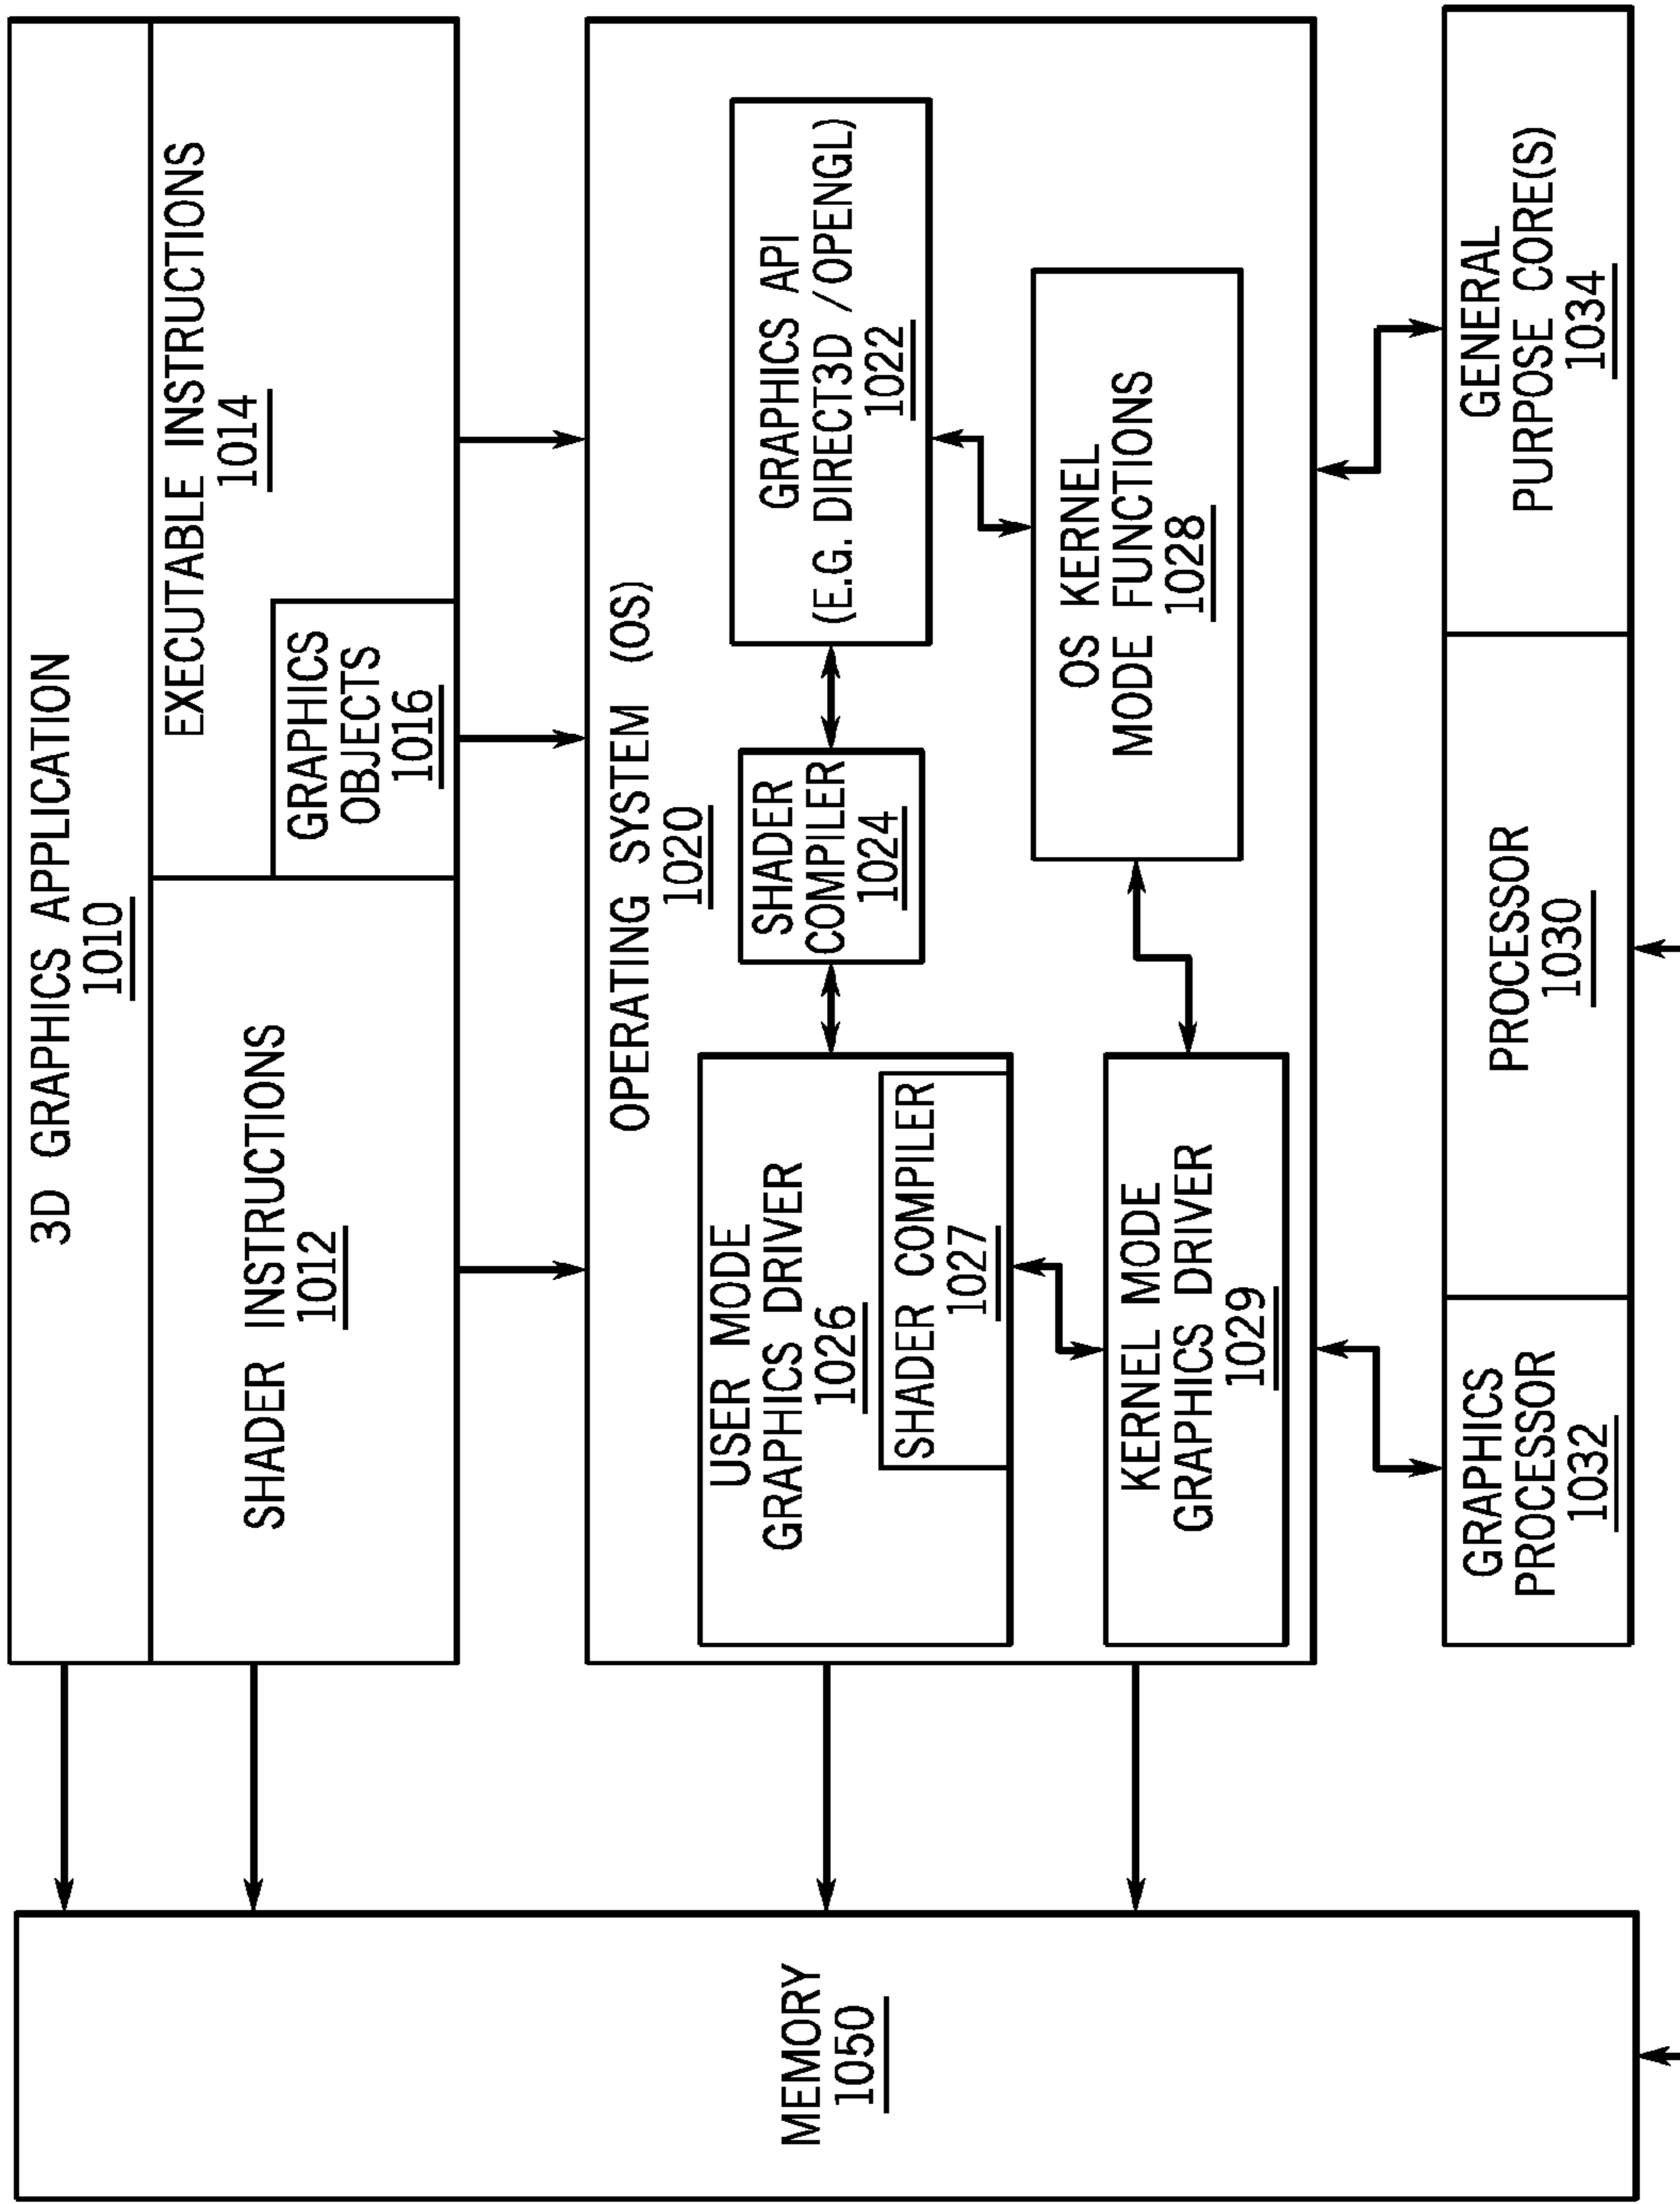 3D GRAPHICS APPLICATION
1010
SHADER INSTRUCTIONS
1012
EXECUTABLE INSTRUCTIONS
1014
GRAPHICS
OBJECTS
1016
OPERATING SYSTEM (OS)
1020
USER MODE
GRAPHICS DRIVER
1026
SHADER COMPILER
1027
SHADER
COMPILER
1024
GRAPHICS API
(E.G. DIRECT3D /OPENGL)
1022
KERNEL MODE
GRAPHICS DRIVER
1029
OS KERNEL
MODE FUNCTIONS
1028
GRAPHICS
PROCESSOR
1032
PROCESSOR
1030
GENERAL
PURPOSE CORE(S)
1034
MEMORY
1050